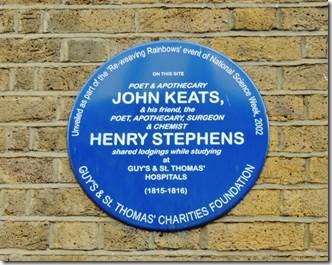 Unveiled as part of the 'Re-weaving Rainbows' event of National Science Week, 2002
ON THIS SITE
POET & APOTHECARY
JOHN KEATS,
& his friend, the
POET, APOTHECARY, SURGEON
& CHEMIST
HENRY STEPHENS
shared lodgings while studying
at
GUY'S & ST. THOMAS'
HOSPITALS
(1815-1816)
GUY'S & St. THOMAS' CHARITIES FOUNDATION